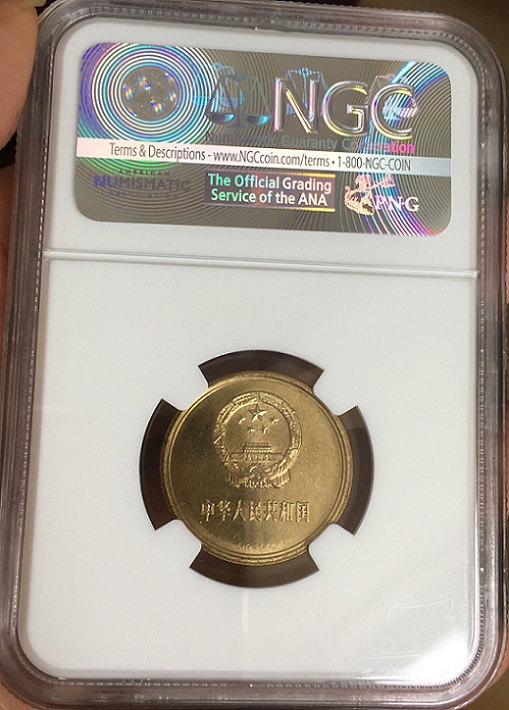 NGC
Numismatic Guaranty Corporation
Terms & Descriptions - www.NGCcoin.com/terms • 1-800-NGC-COIN
NUMISMATIC
The Official Grading
Service of the ANA
PNG
中华人民共和国